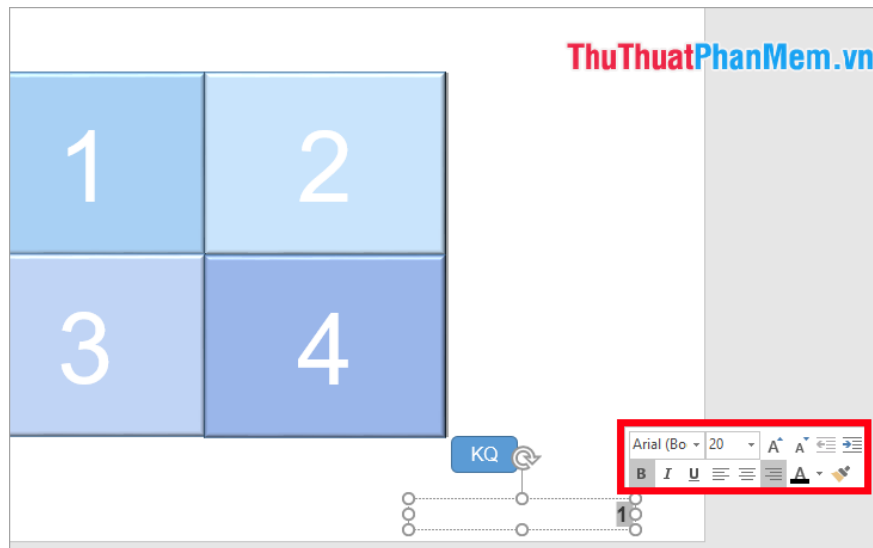 ThuThuatPhanMem.vn
1 2
3 4
KQ
Arial (Bo 20 A A
B I U A
1